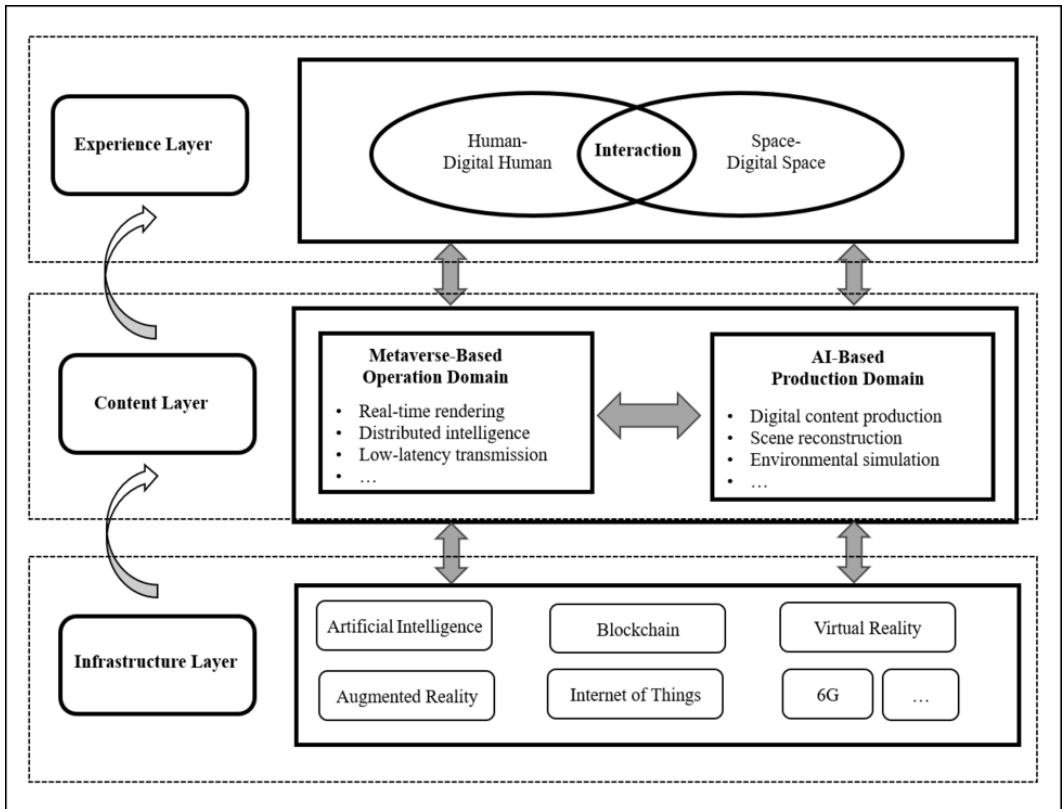 Experience Layer
Human-
Digital Human
Interaction
Space-
Digital Space
Content Layer
Metaverse-Based
Operation Domain
• Real-time rendering
• Distributed intelligence
• Low-latency transmission
• …
AI-Based
Production Domain
• Digital content production
• Scene reconstruction
• Environmental simulation
• …
Infrastructure Layer
Artificial Intelligence
Blockchain
Virtual Reality
Augmented Reality
Internet of Things
6G
…